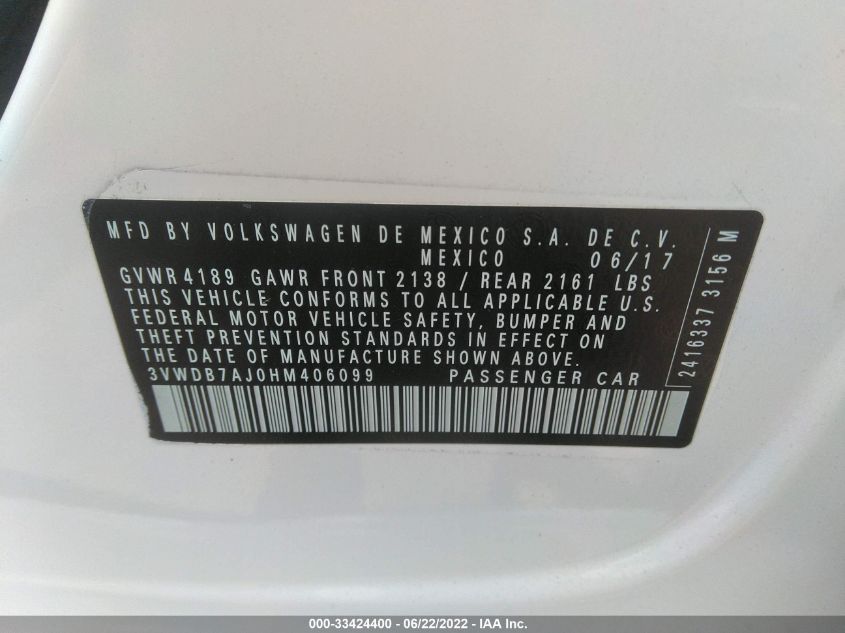 MFD BY VOLKSWAGEN DE MEXICO S.A. DE C.V.
MEXICO 06/17
GVWR 4189 GAWR FRONT 2138 / REAR 2161 LBS
THIS VEHICLE CONFORMS TO ALL APPLICABLE U.S.
FEDERAL MOTOR VEHICLE SAFETY, BUMPER AND
THEFT PREVENTION STANDARDS IN EFFECT ON
THE DATE OF MANUFACTURE SHOWN ABOVE.
3VWDB7AJ0HM406099 PASSENGER CAR
2416337 3156 M
000-33424400 - 06/22/2022 - IAA Inc.